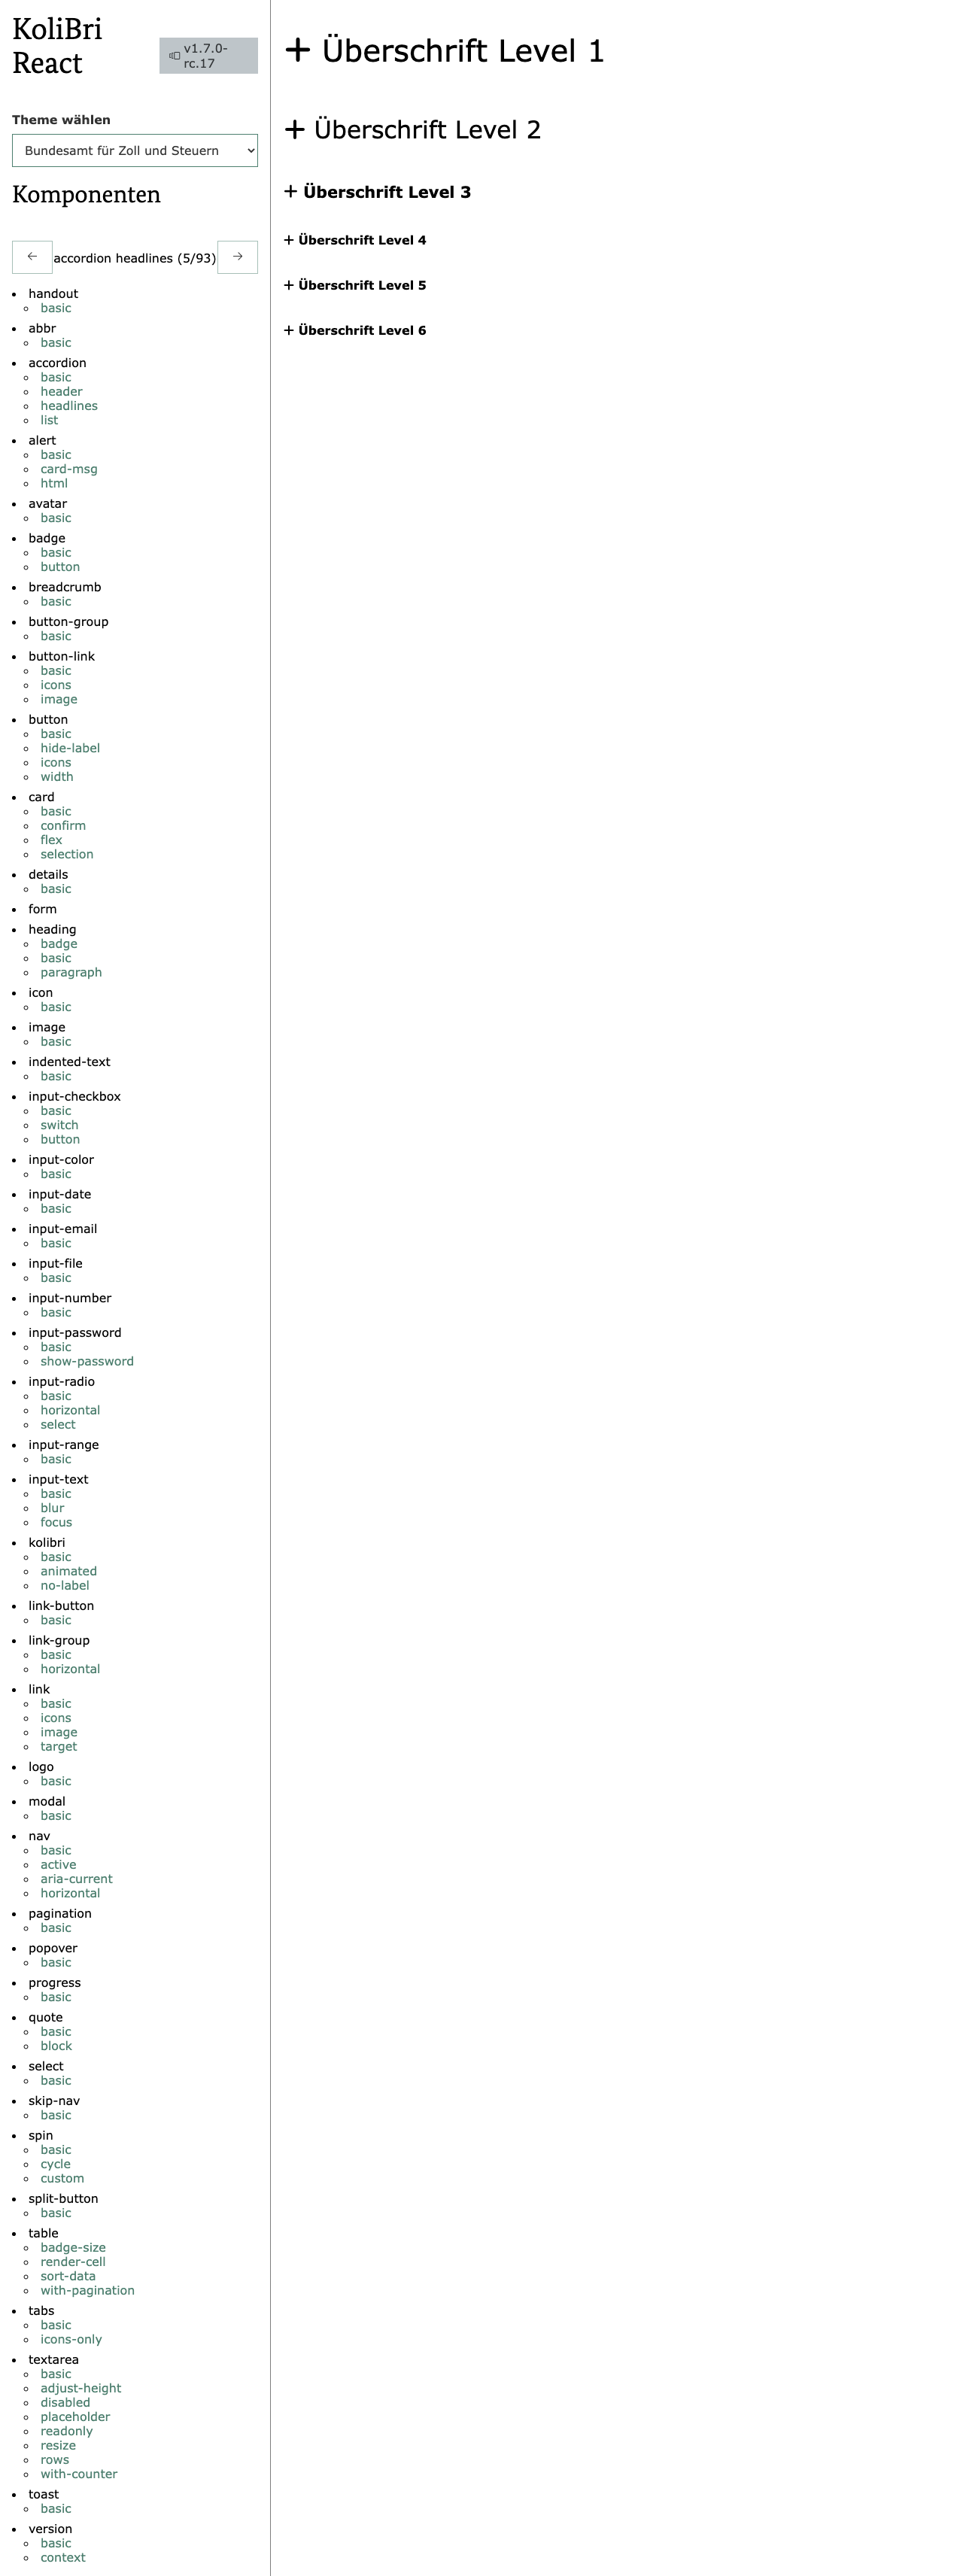 KoliBri
React
v1.7.0-
rc.17
Theme wählen
Bundesamt für Zoll und Steuern
Komponenten
← accordion headlines (5/93) →
handout
basic
abbr
basic
accordion
basic
header
headlines
list
alert
basic
card-msg
html
avatar
basic
badge
basic
button
breadcrumb
basic
button-group
basic
button-link
basic
icons
image
button
basic
hide-label
icons
width
card
basic
confirm
flex
selection
details
basic
form
heading
badge
basic
paragraph
icon
basic
image
basic
indented-text
basic
input-checkbox
basic
switch
button
input-color
basic
input-date
basic
input-email
basic
input-file
basic
input-number
basic
input-password
basic
show-password
input-radio
basic
horizontal
select
input-range
basic
input-text
basic
blur
focus
kolibri
basic
animated
no-label
link-button
basic
link-group
basic
horizontal
link
basic
icons
image
target
logo
basic
modal
basic
nav
basic
active
aria-current
horizontal
pagination
basic
popover
basic
progress
basic
quote
basic
block
select
basic
skip-nav
basic
spin
basic
cycle
custom
split-button
basic
table
badge-size
render-cell
sort-data
with-pagination
tabs
basic
icons-only
textarea
basic
adjust-height
disabled
placeholder
readonly
resize
rows
with-counter
toast
basic
version
basic
context
Überschrift Level 1
Überschrift Level 2
Überschrift Level 3
Überschrift Level 4
Überschrift Level 5
Überschrift Level 6